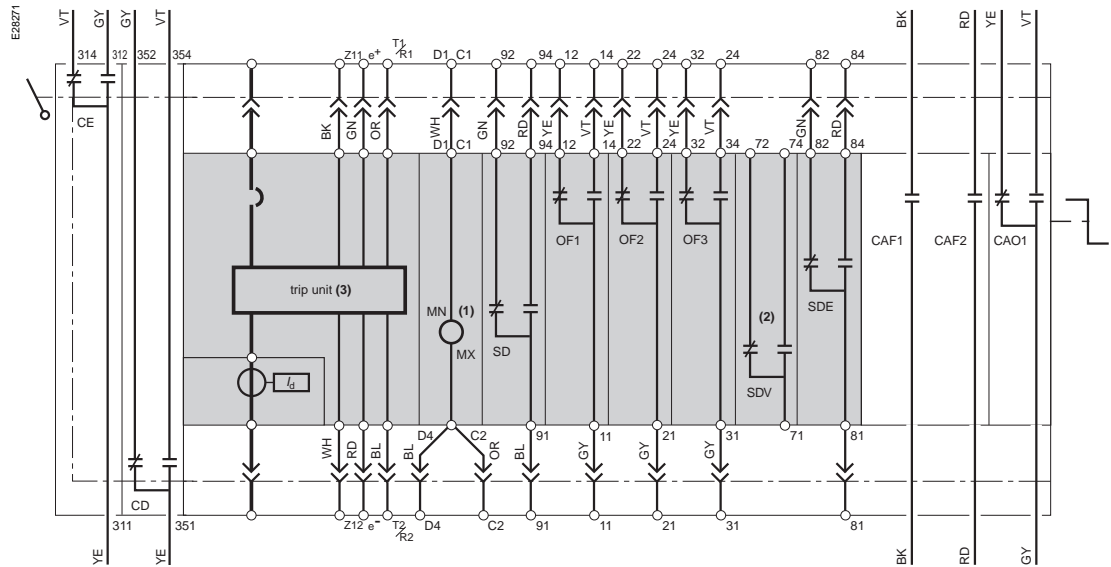 E28271
VT GY GY VT BK RD YE VT
314 312 352 354 Z11 e+ T1/R1 D1 C1 92 94 12 14 22 24 32 24 82 84
CE
BK GN OR WH GN RD YE VT YE VT YE VT GN RD
D1 C1 92 94 12 14 22 24 32 34 72 74 82 84
OF1 OF2 OF3 CAF1 CAF2 CAO1
trip unit (3)
MN (1)
MX
SD
(2)
SDE
SDV
Id
D4 C2 91 11 21 31 71 81
WH RD BL BL OR BL GY GY GY
CD
311 351 Z12 e- T2/R2 D4 C2 91 11 21 31 81
YE YE BK RD GY